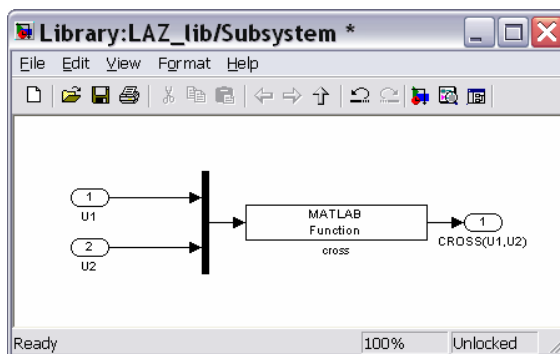 Library:LAZ_lib/Subsystem *
File Edit View Format Help
1
U1
2
U2
MATLAB
Function
cross
1
CROSS(U1,U2)
Ready 100% Unlocked